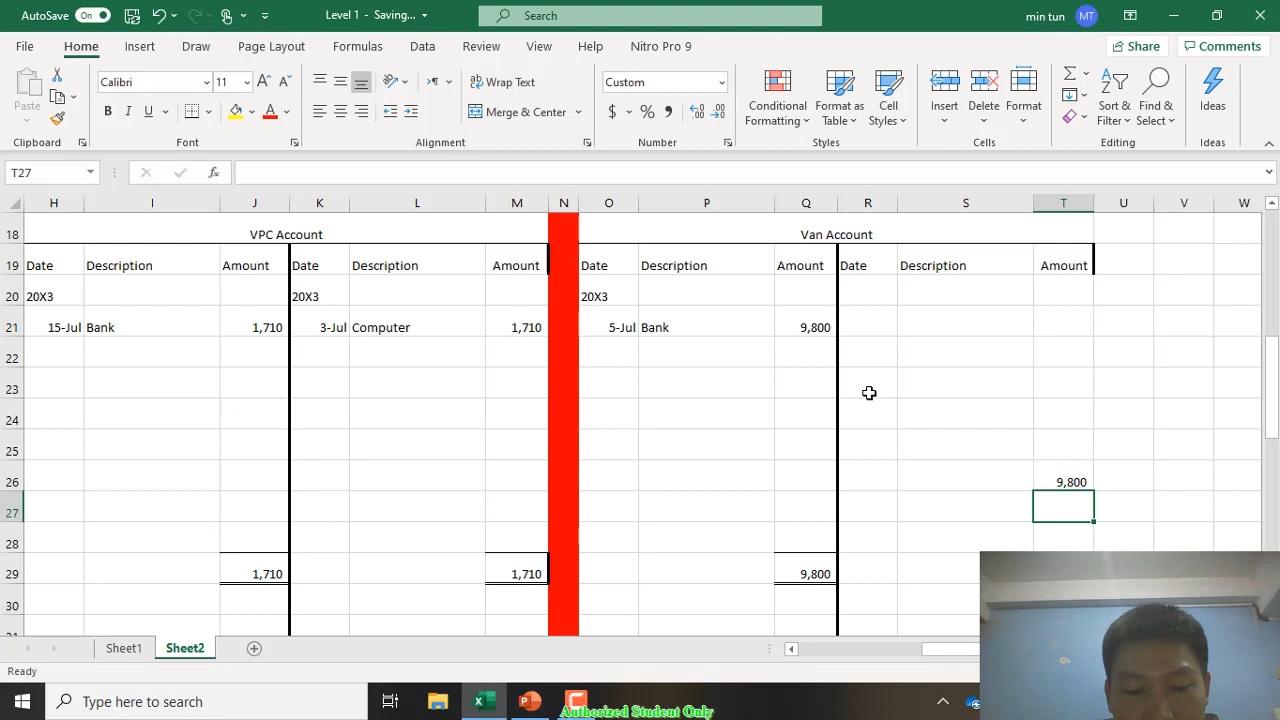 AutoSave On Level 1 - Saving... Search min tun MT
File Home Insert Draw Page Layout Formulas Data Review View Help Nitro Pro 9 Share Comments
Paste Calibri 11 A A Wrap Text Custom Conditional Formatting Format as Table Cell Styles Insert Delete Format Sort & Filter Find & Select Ideas
B I U A Merge & Center $ %
Clipboard Font Alignment Number Styles Cells Editing Ideas
T27 fx
H I J K L M N O P Q R S T U V W
18 VPC Account Van Account
19 Date Description Amount Date Description Amount Date Description Amount Date Description Amount
20 20X3 20X3 20X3
21 15-Jul Bank 1,710 3-Jul Computer 1,710 5-Jul Bank 9,800
22
23
24
25
26 9,800
27
28
29 1,710 1,710 9,800
30
31
Sheet1 Sheet2
Ready
Type here to search
Authorized Student Only